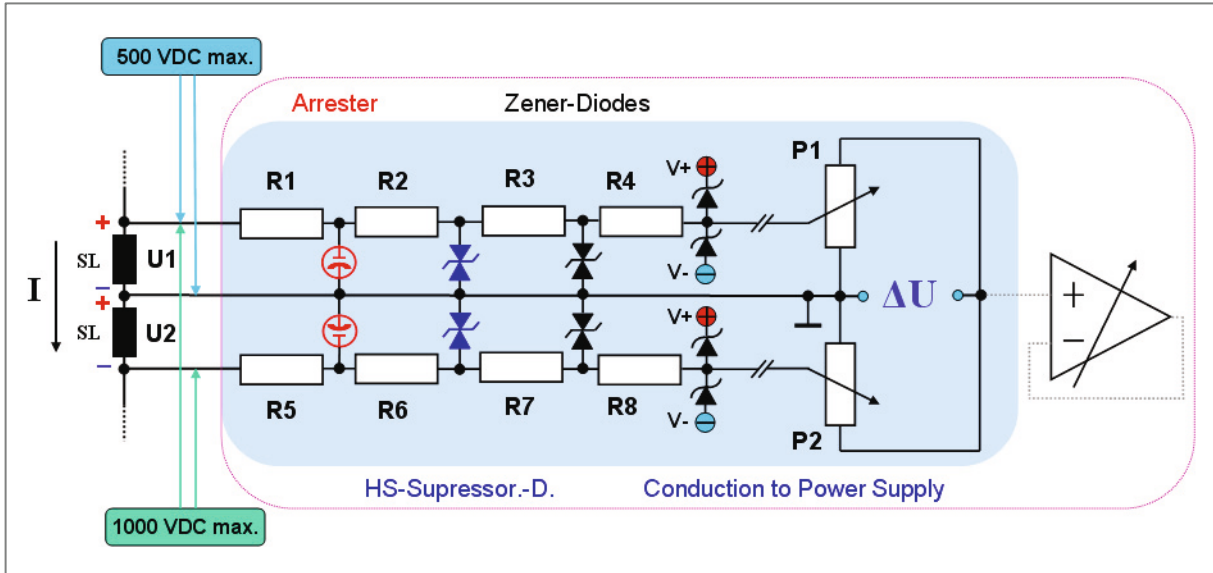 500 VDC max.
Arrester
Zener-Diodes
P1
R1 R2 R3 R4
V+
+
SL U1
V-
I
−
+
ΔU
+
−
SL U2
V+
−
R5 R6 R7 R8
V-
P2
HS-Supressor.-D.
Conduction to Power Supply
1000 VDC max.